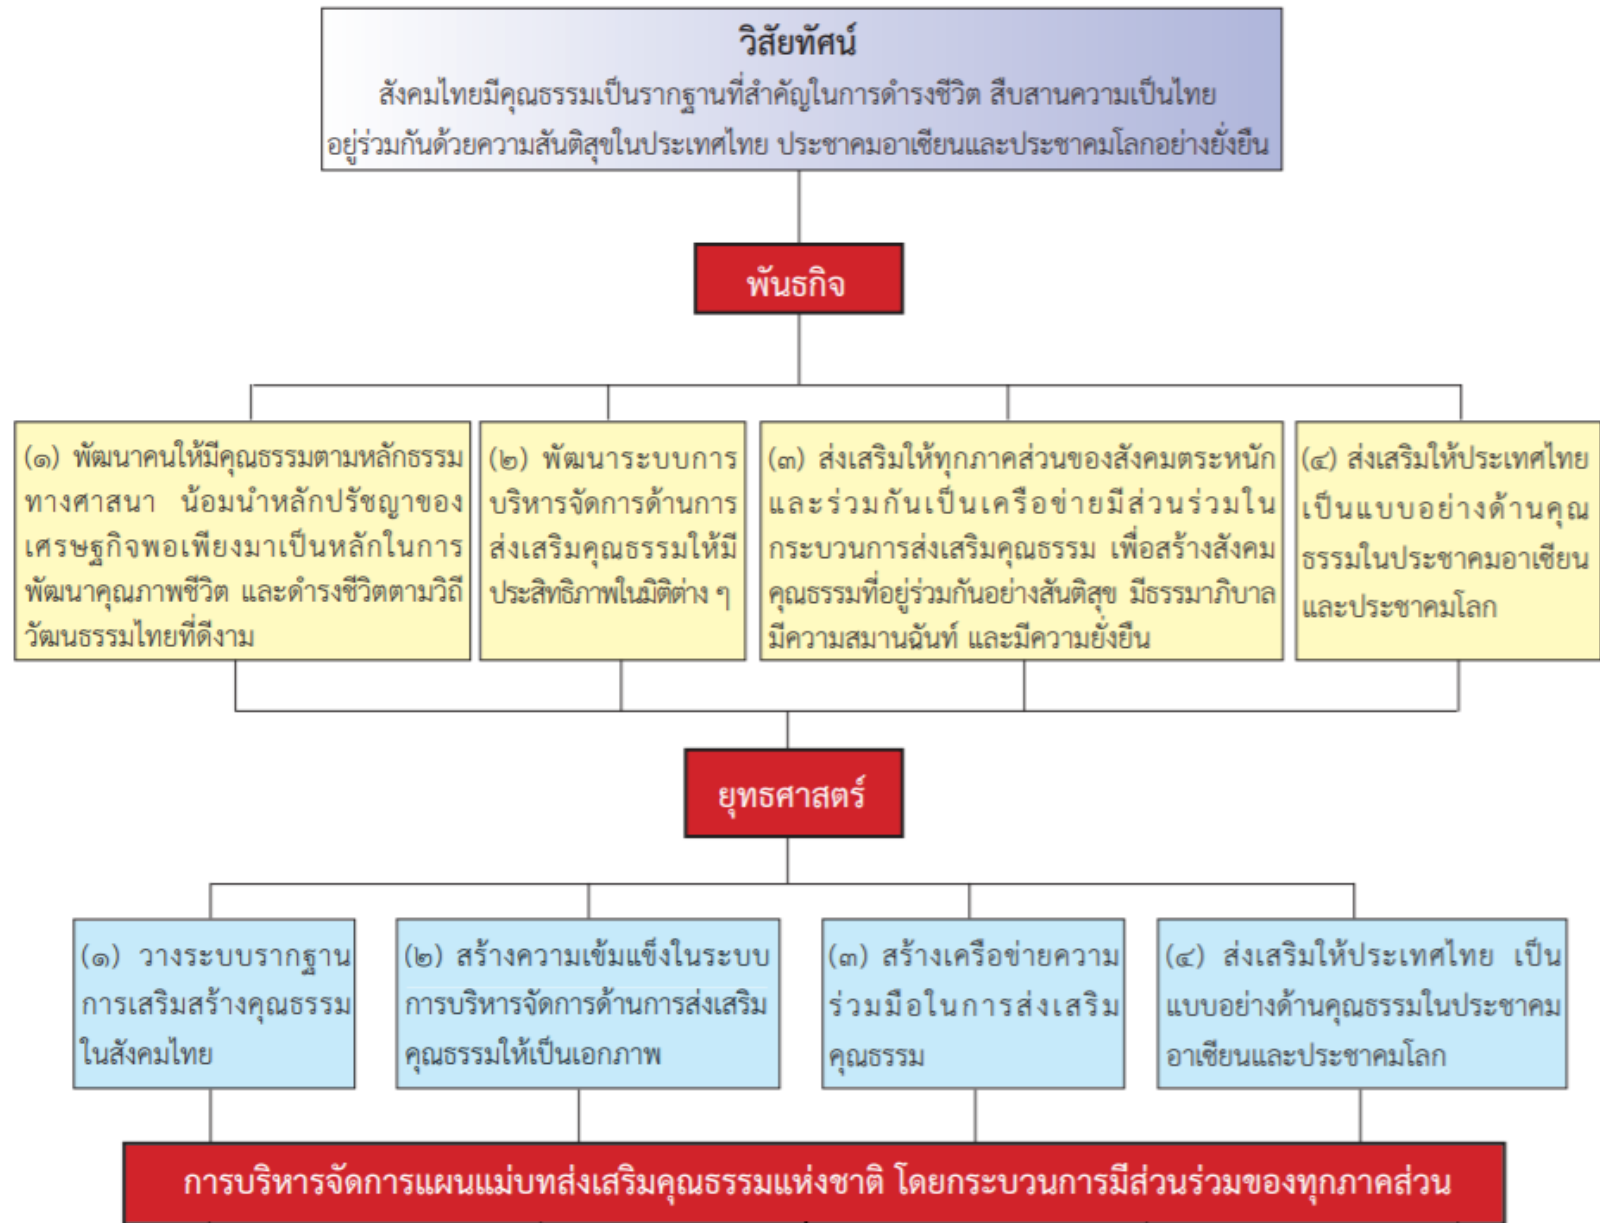 วิสัยทัศน์
สังคมไทยมีคุณธรรมเป็นรากฐานที่สำคัญในการดำรงชีวิต สืบสานความเป็นไทย
อยู่ร่วมกันด้วยความสันติสุขในประเทศไทย ประชาคมอาเซียนและประชาคมโลกอย่างยั่งยืน
พันธกิจ
(๑) พัฒนาคนให้มีคุณธรรมตามหลักธรรม
ทางศาสนา น้อมนำหลักปรัชญาของ
เศรษฐกิจพอเพียงมาเป็นหลักในการ
พัฒนาคุณภาพชีวิต และดำรงชีวิตตามวิถี
วัฒนธรรมไทยที่ดีงาม
(๒) พัฒนาระบบการ
บริหารจัดการด้านการ
ส่งเสริมคุณธรรมให้มี
ประสิทธิภาพในมิติต่าง ๆ
(๓) ส่งเสริมให้ทุกภาคส่วนของสังคมตระหนัก
และร่วมกันเป็นเครือข่ายมีส่วนร่วมใน
กระบวนการส่งเสริมคุณธรรม เพื่อสร้างสังคม
คุณธรรมที่อยู่ร่วมกันอย่างสันติสุข มีธรรมาภิบาล
มีความสมานฉันท์ และมีความยั่งยืน
(๔) ส่งเสริมให้ประเทศไทย
เป็นแบบอย่างด้านคุณ
ธรรมในประชาคมอาเซียน
และประชาคมโลก
ยุทธศาสตร์
(๑) วางระบบรากฐาน
การเสริมสร้างคุณธรรม
ในสังคมไทย
(๒) สร้างความเข้มแข็งในระบบ
การบริหารจัดการด้านการส่งเสริม
คุณธรรมให้เป็นเอกภาพ
(๓) สร้างเครือข่ายความ
ร่วมมือในการส่งเสริม
คุณธรรม
(๔) ส่งเสริมให้ประเทศไทย เป็น
แบบอย่างด้านคุณธรรมในประชาคม
อาเซียนและประชาคมโลก
การบริหารจัดการแผนแม่บทส่งเสริมคุณธรรมแห่งชาติ โดยกระบวนการมีส่วนร่วมของทุกภาคส่วน